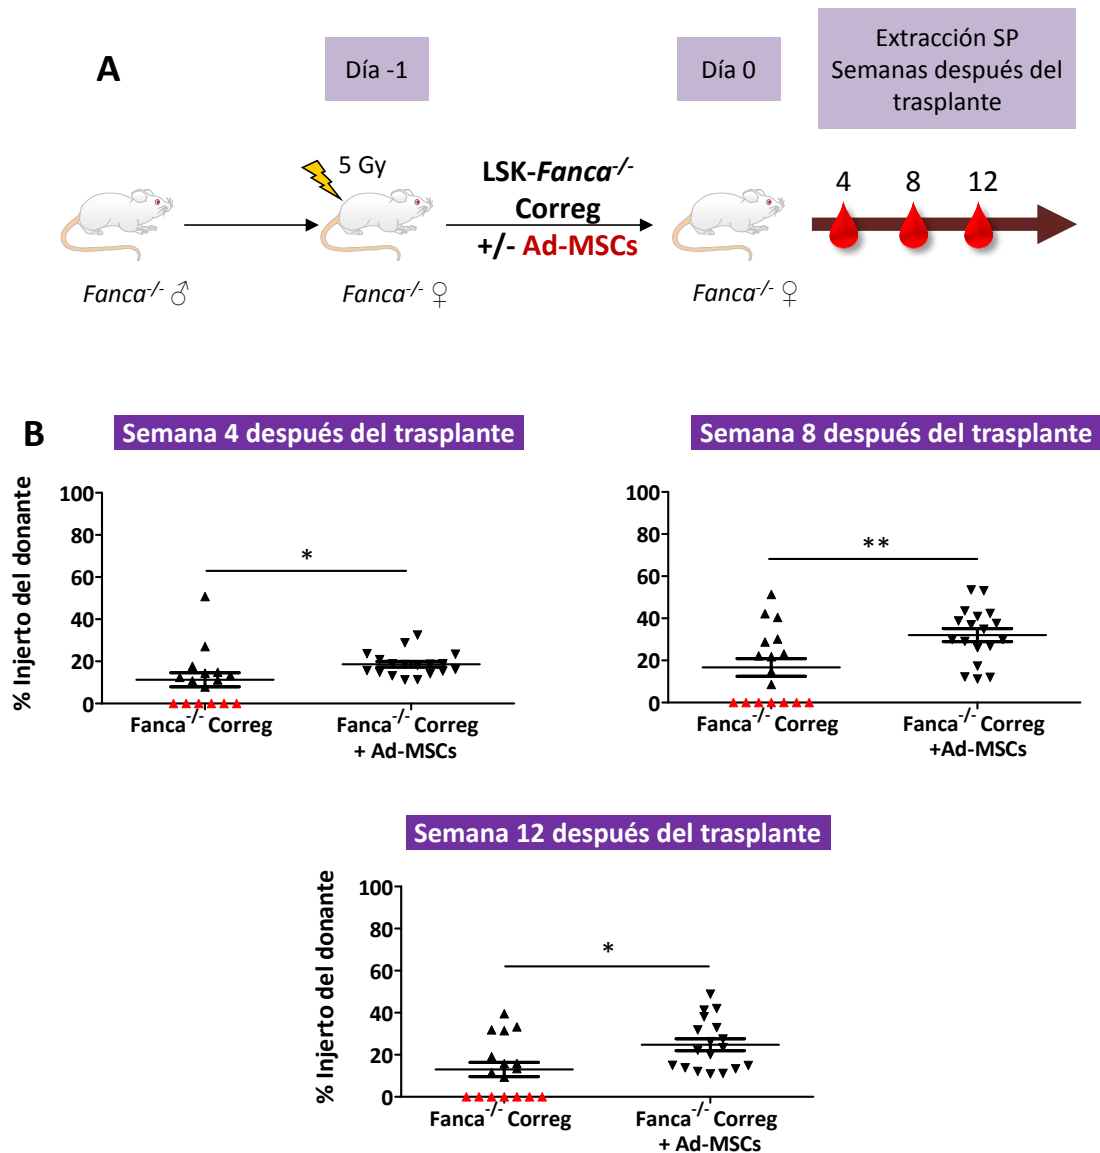 A
Día -1
Día 0
Extracción SP
Semanas después del
trasplante
5 Gy
LSK-Fanca-/-
Correg
+/- Ad-MSCs
4 8 12
Fanca-/- ♂
Fanca-/- ♀
Fanca-/- ♀
B
Semana 4 después del trasplante
% Injerto del donante
100
80
60
40
20
0
*
Fanca-/- Correg
Fanca-/- Correg
+ Ad-MSCs
Semana 8 después del trasplante
100
80
60
40
20
0
**
Fanca-/- Correg
Fanca-/- Correg
+Ad-MSCs
Semana 12 después del trasplante
% Injerto del donante
100
80
60
40
20
0
*
Fanca-/- Correg
Fanca-/- Correg
+ Ad-MSCs